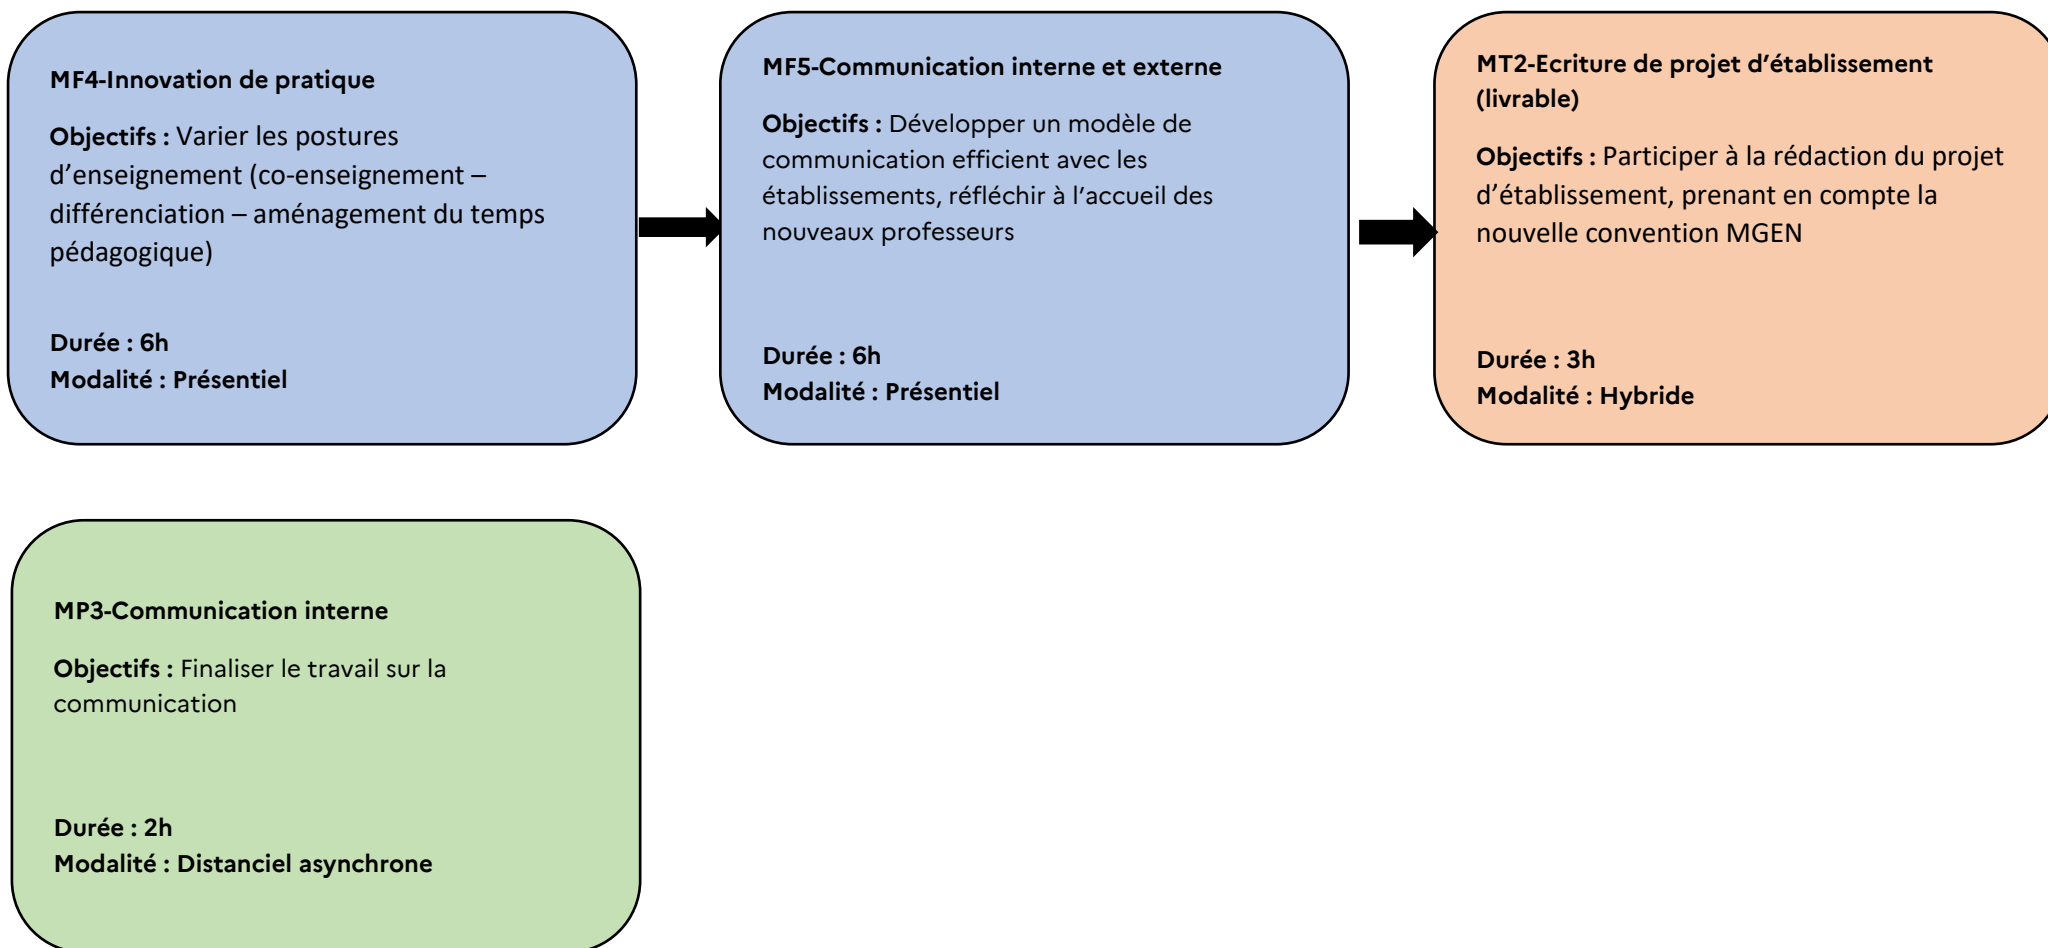 MF4-Innovation de pratique
Objectifs : Varier les postures
d’enseignement (co-enseignement –
différenciation – aménagement du temps
pédagogique)
Durée : 6h
Modalité : Présentiel
MF5-Communication interne et externe
Objectifs : Développer un modèle de
communication efficient avec les
établissements, réfléchir à l’accueil des
nouveaux professeurs
Durée : 6h
Modalité : Présentiel
MT2-Ecriture de projet d’établissement
(livrable)
Objectifs : Participer à la rédaction du projet
d’établissement, prenant en compte la
nouvelle convention MGEN
Durée : 3h
Modalité : Hybride
MP3-Communication interne
Objectifs : Finaliser le travail sur la
communication
Durée : 2h
Modalité : Distanciel asynchrone